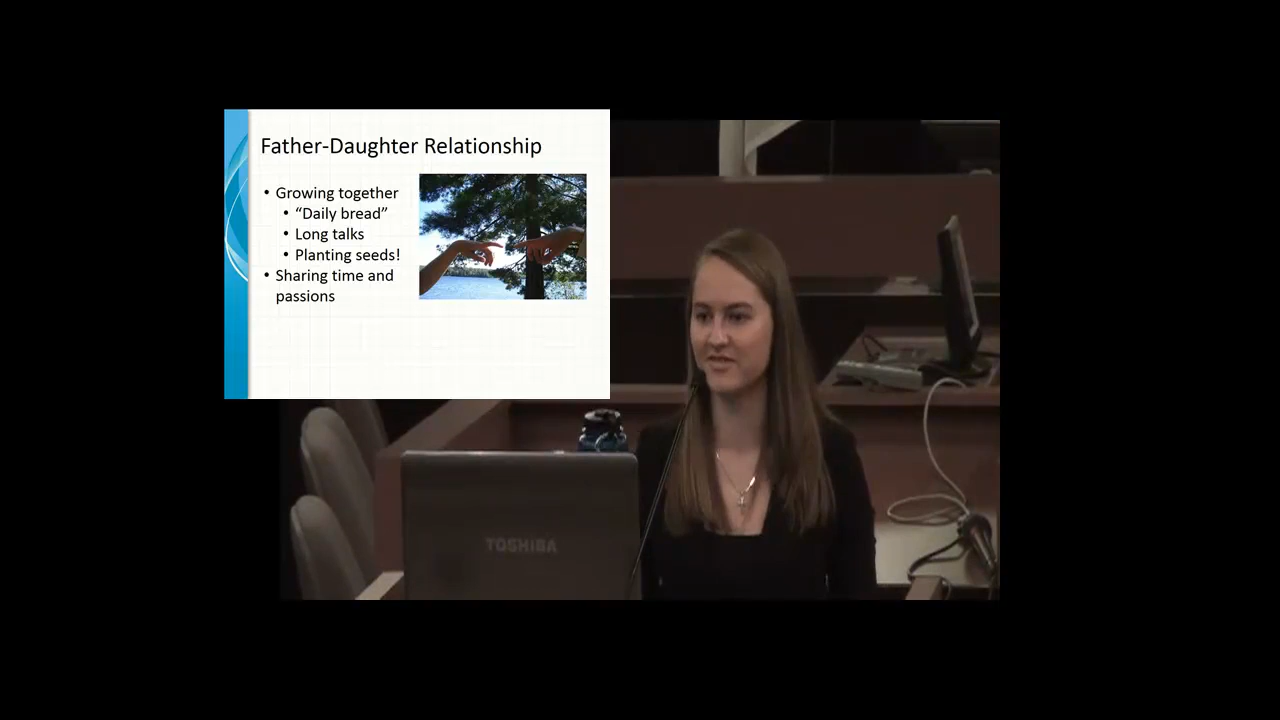 Father-Daughter Relationship
• Growing together
• “Daily bread”
• Long talks
• Planting seeds!
• Sharing time and
passions
TOSHIBA